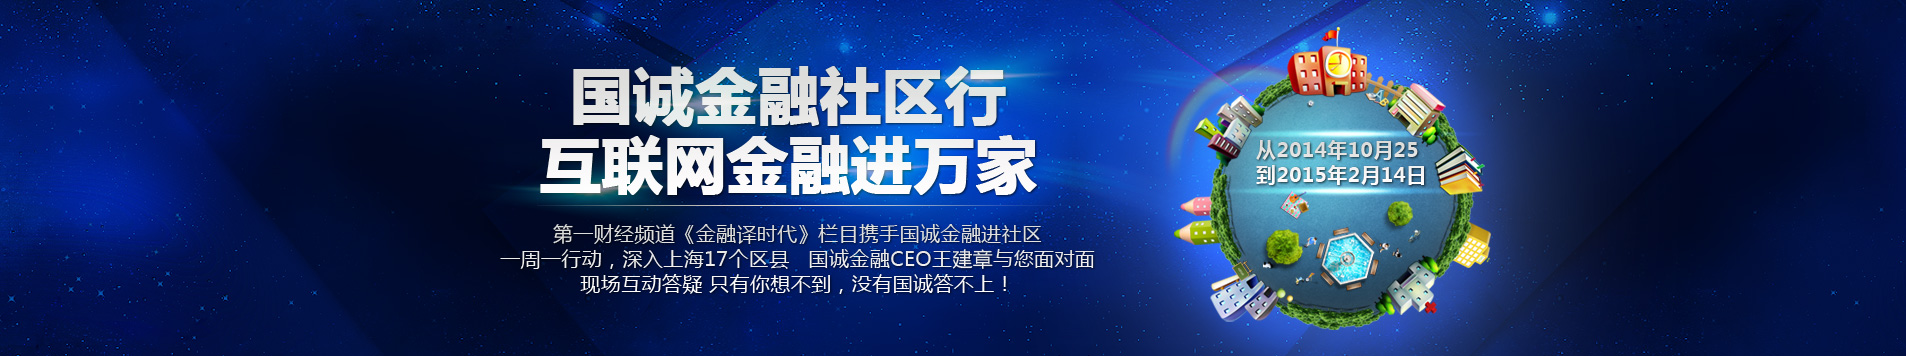 国诚金融社区行
互联网金融进万家
第一财经频道《金融译时代》栏目携手国诚金融进社区
一周一行动，深入上海17个区县 国诚金融CEO王建章与您面对面
现场互动答疑 只有你想不到，没有国诚答不上！
从2014年10月25
到2015年2月14日